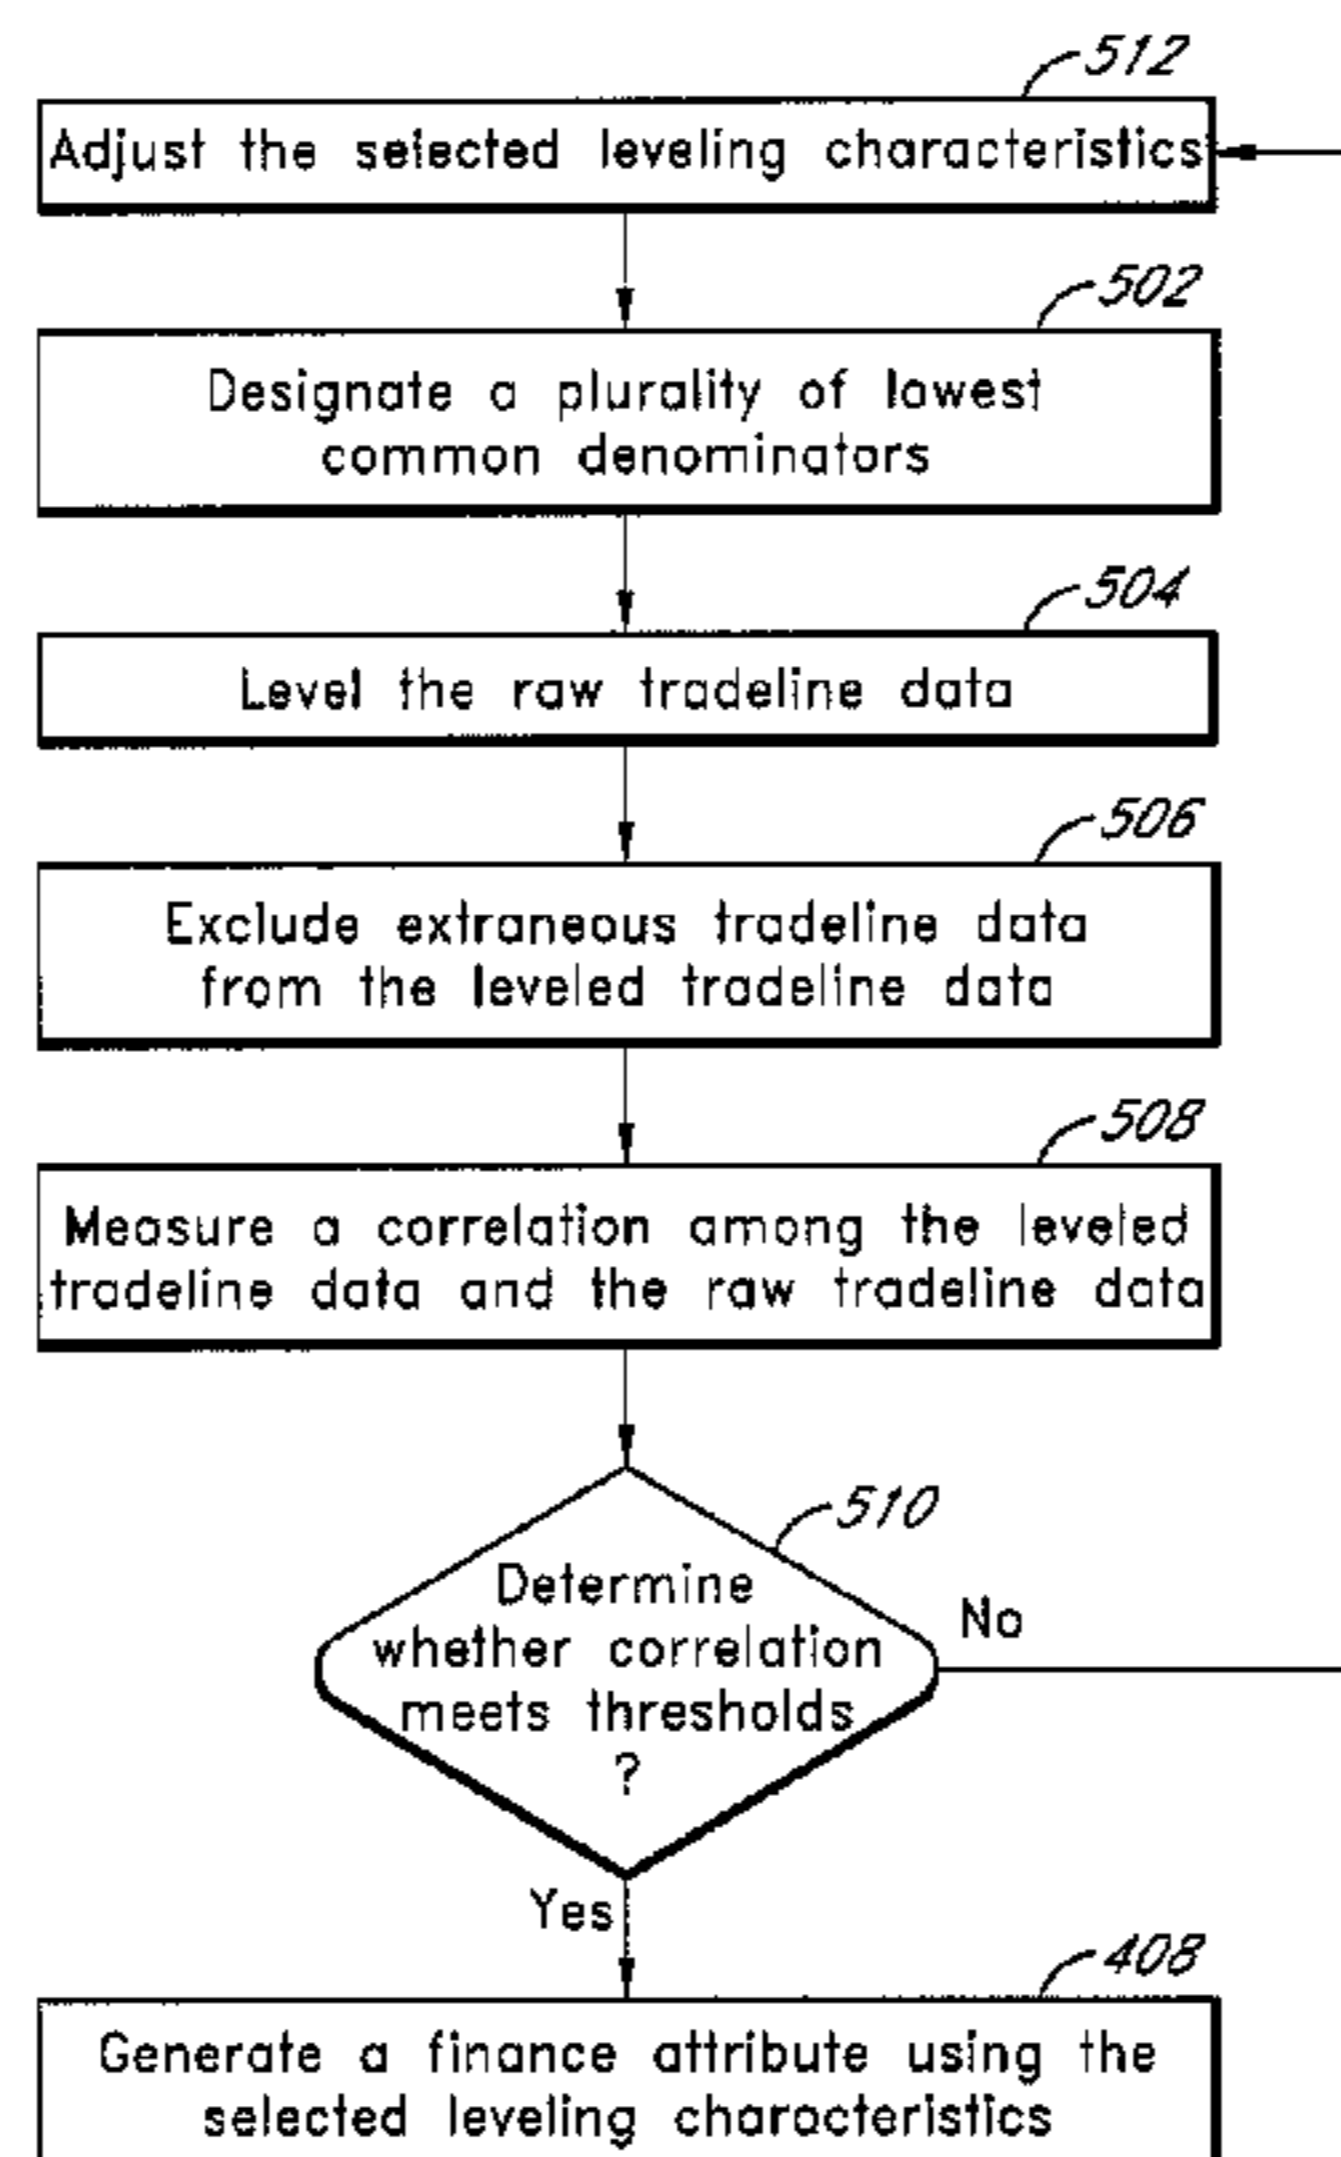 512
Adjust the selected leveling characteristics
502
Designate a plurality of lowest
common denominators
504
Level the raw tradeline data
506
Exclude extraneous tradeline data
from the leveled tradeline data
508
Measure a correlation among the leveled
tradeline data and the raw tradeline data
510
Determine
whether correlation
meets thresholds
?
No
Yes
408
Generate a finance attribute using the
selected leveling characteristics